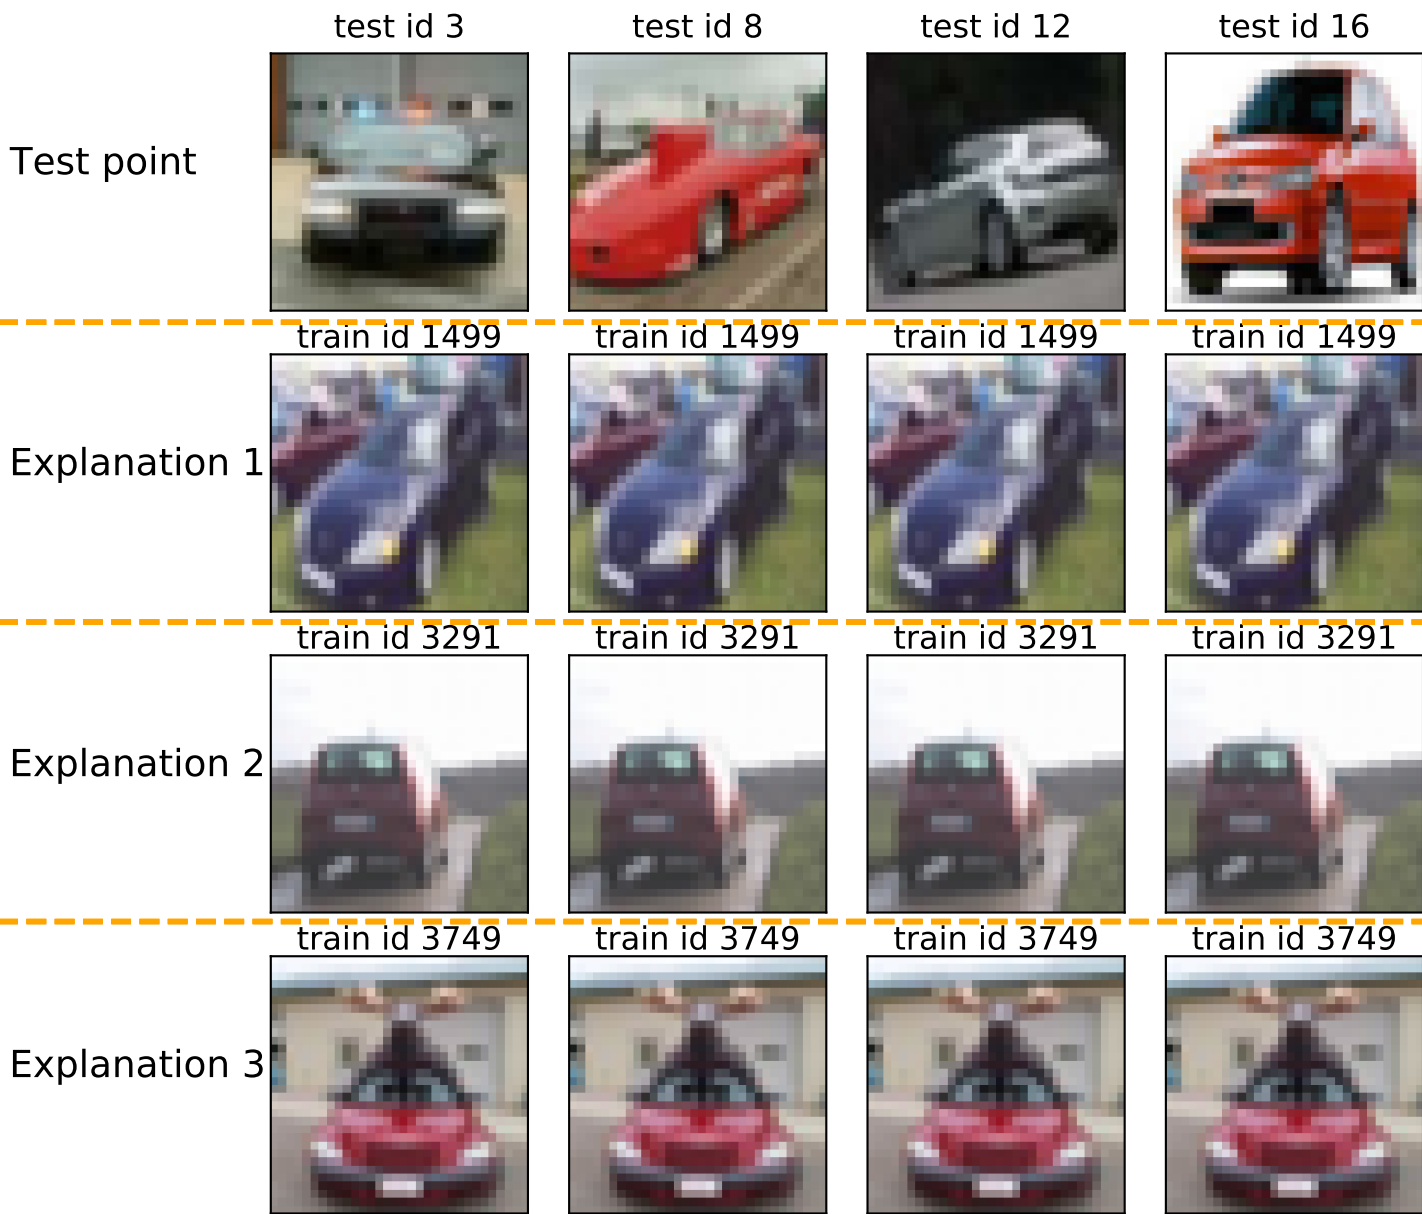 test id 3 test id 8 test id 12 test id 16
Test point
train id 1499 train id 1499 train id 1499 train id 1499
Explanation 1
train id 3291 train id 3291 train id 3291 train id 3291
Explanation 2
train id 3749 train id 3749 train id 3749 train id 3749
Explanation 3